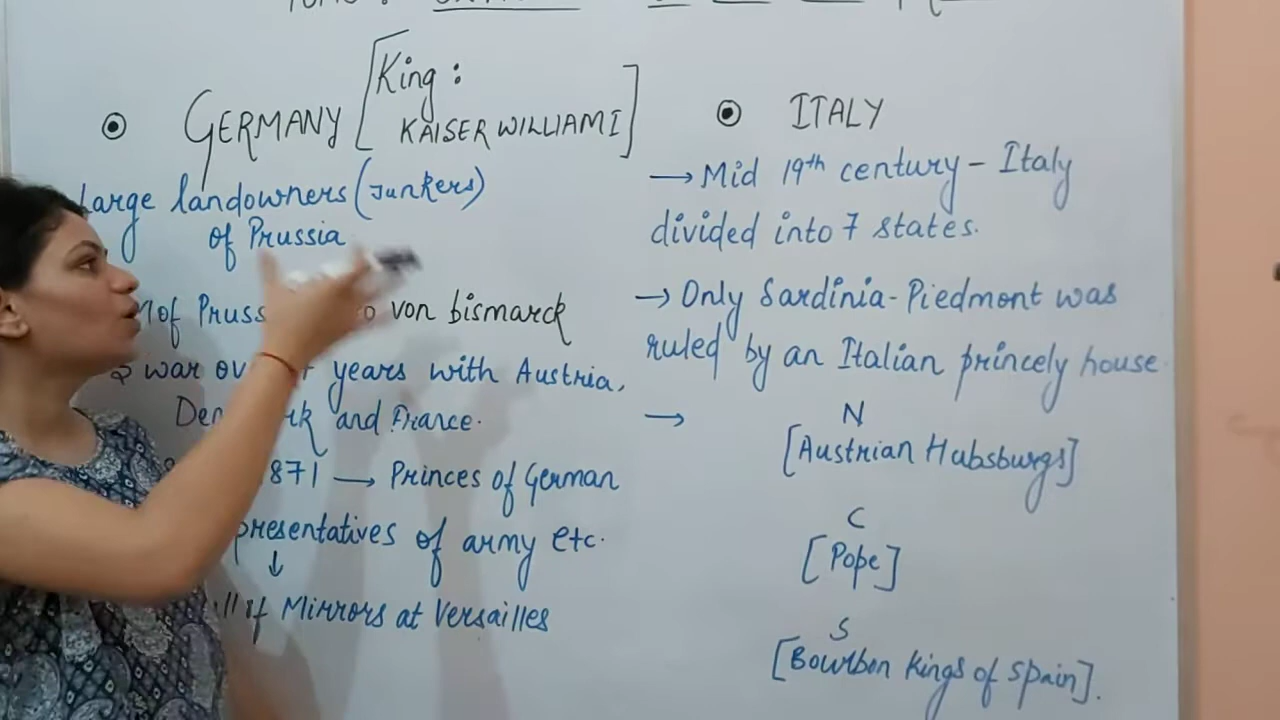 GERMANY [King :
KAISER WILLIAM I]
Large landowners (Junkers)
of Prussia
of Pruss von bismarck
war years with Austria,
and France.
871 → Princes of German
presentatives of army etc.
↓
Mirrors at Versailles
ITALY
→ Mid 19th century - Italy
divided into 7 states.
→ Only Sardinia - Piedmont was
ruled by an Italian princely house.
→ N
[Austrian Habsburgs]
C
[Pope]
S
[Bourbon kings of spain].